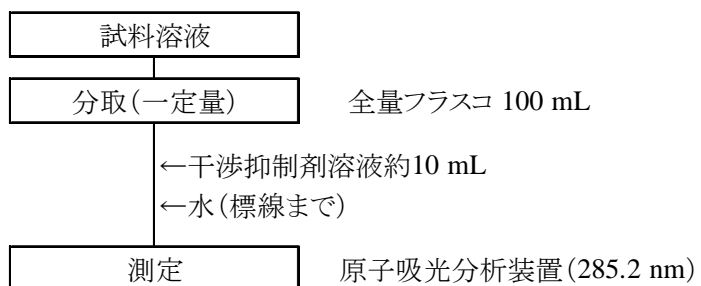 試料溶液
分取(一定量) 全量フラスコ 100 mL
←干渉抑制剤溶液約10 mL
←水(標線まで)
測定 原子吸光分析装置(285.2 nm)